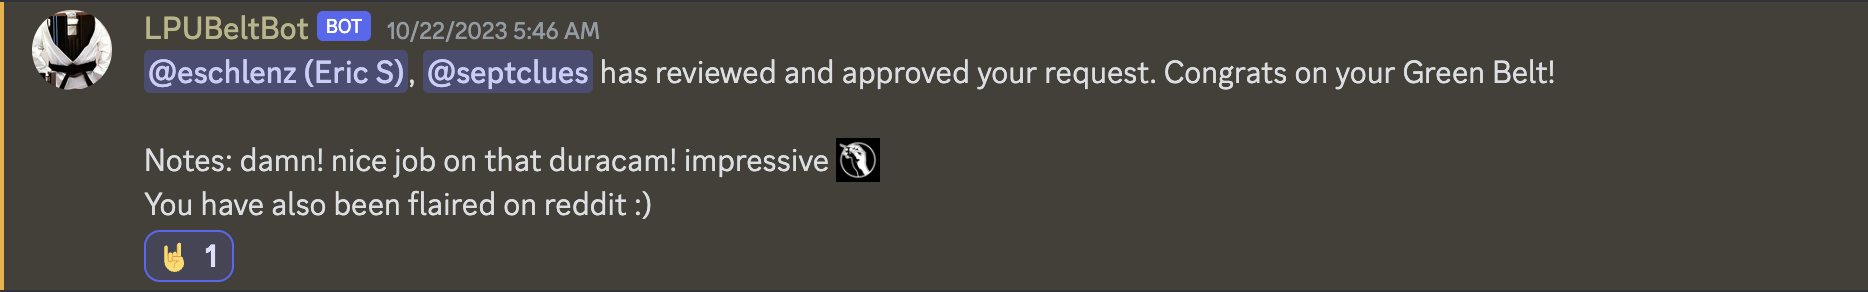 LPUBeltBot BOT 10/22/2023 5:46 AM
@eschlenz (Eric S), @septclues has reviewed and approved your request. Congrats on your Green Belt!
Notes: damn! nice job on that duracam! impressive
You have also been flaired on reddit :)
1